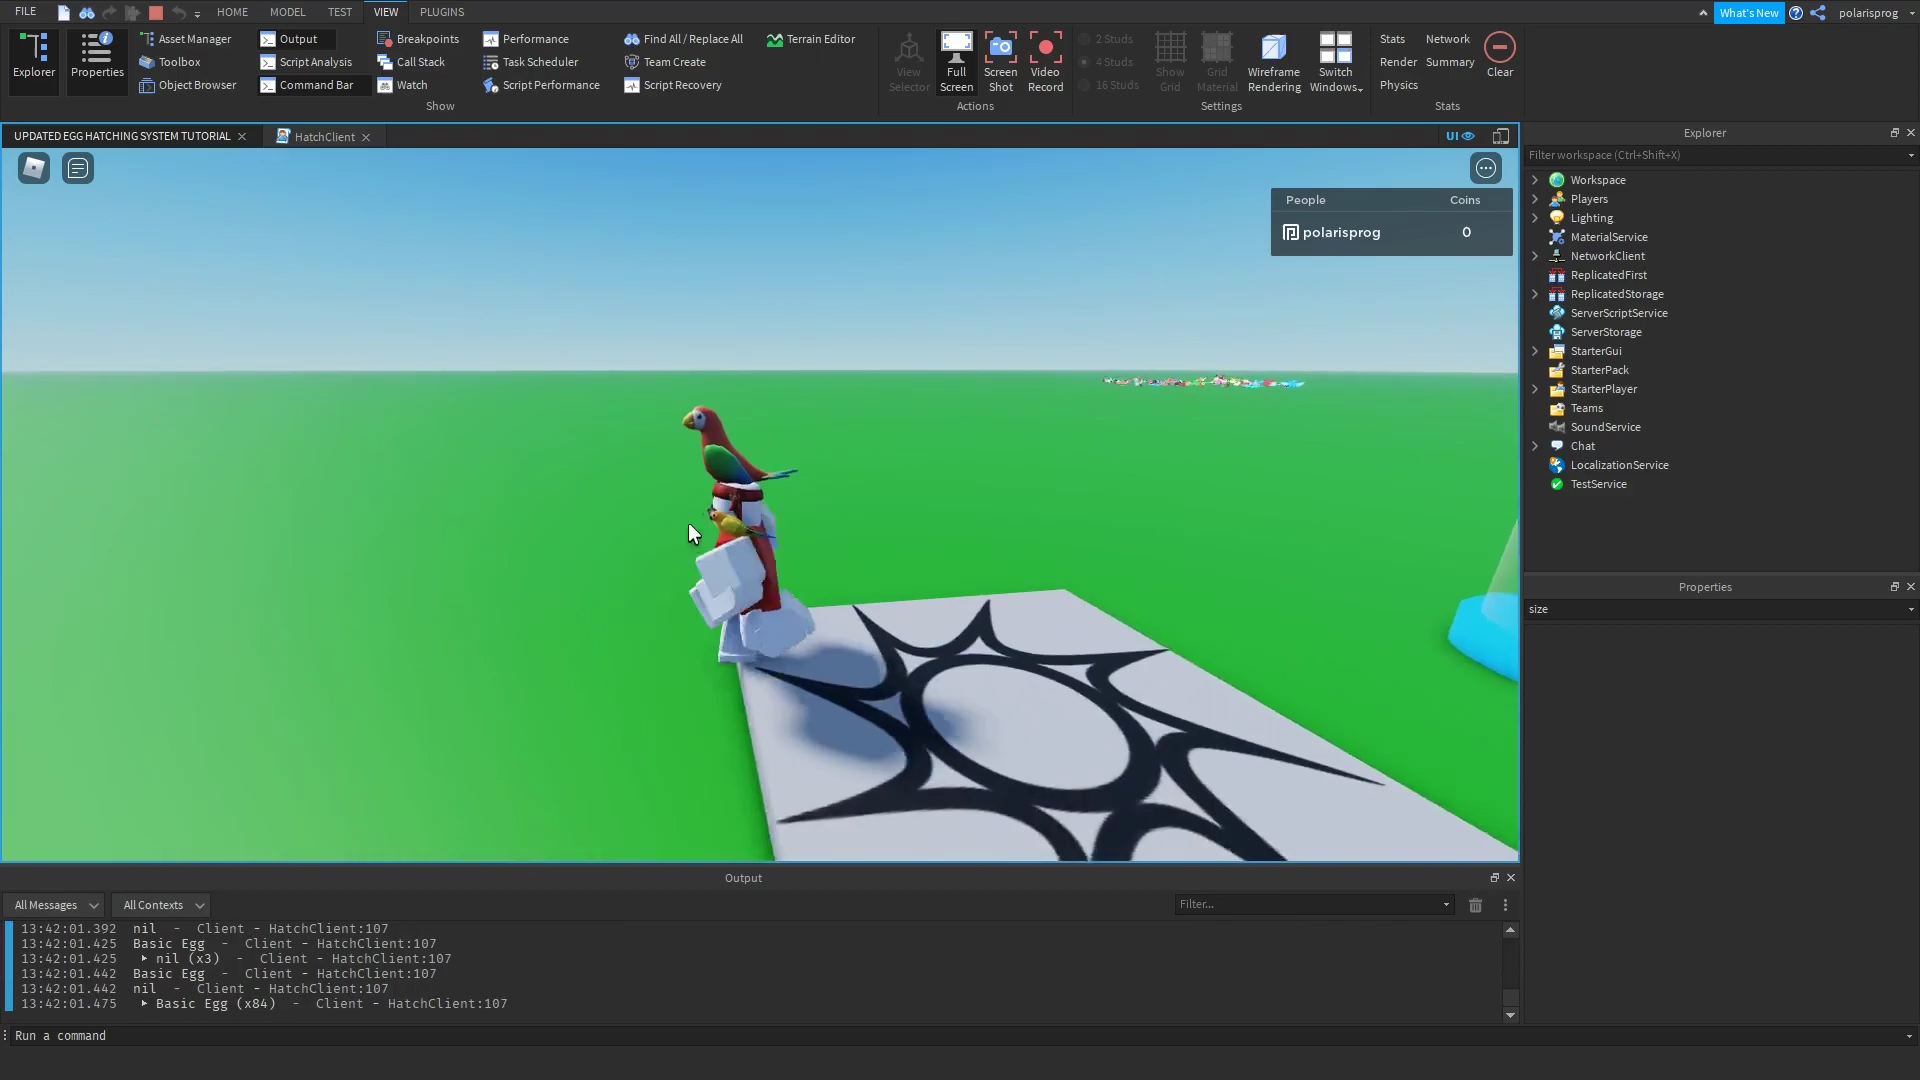 FILE HOME MODEL TEST VIEW PLUGINS What's New polarisprog
Explorer Properties Asset Manager Output Breakpoints Performance Find All / Replace All Terrain Editor 2 Studs Stats Network
Toolbox Script Analysis Call Stack Task Scheduler Team Create 4 Studs Render Summary
Object Browser Command Bar Watch Script Performance Script Recovery 16 Studs Physics
View Selector Full Screen Screen Shot Video Record Show Grid Grid Material Wireframe Rendering Switch Windows Clear
Show Actions Settings Stats
UPDATED EGG HATCHING SYSTEM TUTORIAL HatchClient UI
People Coins
polarisprog 0
Explorer
Filter workspace (Ctrl+Shift+X)
Workspace
Players
Lighting
MaterialService
NetworkClient
ReplicatedFirst
ReplicatedStorage
ServerScriptService
ServerStorage
StarterGui
StarterPack
StarterPlayer
Teams
SoundService
Chat
LocalizationService
TestService
Properties
size
Output
All Messages All Contexts Filter...
13:42:01.392 nil - Client - HatchClient:107
13:42:01.425 Basic Egg - Client - HatchClient:107
13:42:01.425 nil (x3) - Client - HatchClient:107
13:42:01.442 Basic Egg - Client - HatchClient:107
13:42:01.442 nil - Client - HatchClient:107
13:42:01.475 Basic Egg (x84) - Client - HatchClient:107
Run a command